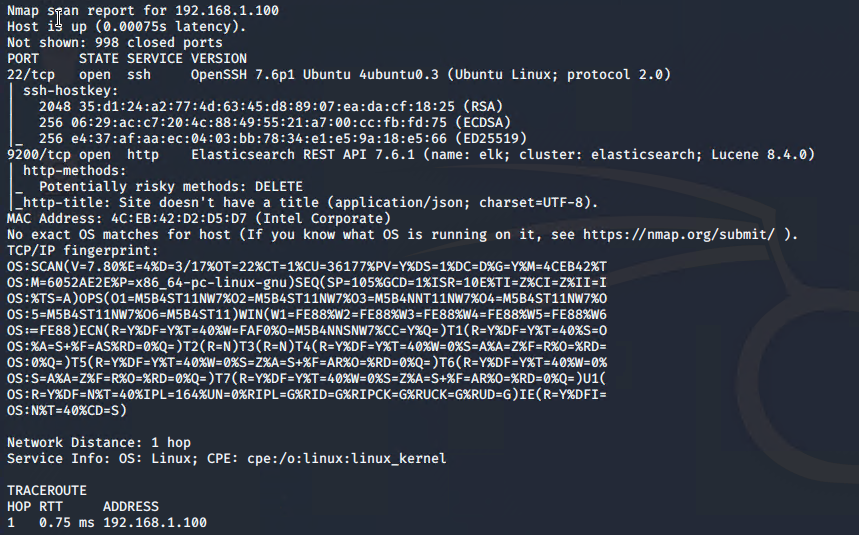 Nmap scan report for 192.168.1.100
Host is up (0.00075s latency).
Not shown: 998 closed ports
PORT     STATE SERVICE VERSION
22/tcp   open  ssh     OpenSSH 7.6p1 Ubuntu 4ubuntu0.3 (Ubuntu Linux; protocol 2.0)
| ssh-hostkey:
|   2048 35:d1:24:a2:77:4d:63:45:d8:89:07:ea:da:cf:18:25 (RSA)
|   256 06:29:ac:c7:20:4c:88:49:55:21:a7:00:cc:fb:fd:75 (ECDSA)
|_  256 e4:37:af:aa:ec:04:03:bb:78:34:e1:e5:9a:18:e5:66 (ED25519)
9200/tcp open  http    Elasticsearch REST API 7.6.1 (name: elk; cluster: elasticsearch; Lucene 8.4.0)
| http-methods:
|_  Potentially risky methods: DELETE
|_http-title: Site doesn't have a title (application/json; charset=UTF-8).
MAC Address: 4C:EB:42:D2:D5:D7 (Intel Corporate)
No exact OS matches for host (If you know what OS is running on it, see https://nmap.org/submit/ ).
TCP/IP fingerprint:
OS:SCAN(V=7.80%E=4%D=3/17%OT=22%CT=1%CU=36177%PV=Y%DS=1%DC=D%G=Y%M=4CEB42%T
OS:M=6052AE2E%P=x86_64-pc-linux-gnu)SEQ(SP=105%GCD=1%ISR=10E%TI=Z%CI=Z%II=I
OS:%TS=A)OPS(O1=M5B4ST11NW7%O2=M5B4ST11NW7%O3=M5B4NNT11NW7%O4=M5B4ST11NW7%O
OS:5=M5B4ST11NW7%O6=M5B4ST11)WIN(W1=FE88%W2=FE88%W3=FE88%W4=FE88%W5=FE88%W6
OS:=FE88)ECN(R=Y%DF=Y%T=40%W=FAF0%O=M5B4NNSNW7%CC=Y%Q=)T1(R=Y%DF=Y%T=40%S=O
OS:%A=S+%F=AS%RD=0%Q=)T2(R=N)T3(R=N)T4(R=Y%DF=Y%T=40%W=0%S=A%A=Z%F=R%O=%RD=
OS:0%Q=)T5(R=Y%DF=Y%T=40%W=0%S=Z%A=S+%F=AR%O=%RD=0%Q=)T6(R=Y%DF=Y%T=40%W=0%
OS:S=A%A=Z%F=R%O=%RD=0%Q=)T7(R=Y%DF=Y%T=40%W=0%S=Z%A=S+%F=AR%O=%RD=0%Q=)U1(
OS:R=Y%DF=N%T=40%IPL=164%UN=0%RIPL=G%RID=G%RIPCK=G%RUCK=G%RUD=G)IE(R=Y%DFI=
OS:N%T=40%CD=S)
Network Distance: 1 hop
Service Info: OS: Linux; CPE: cpe:/o:linux:linux_kernel
TRACEROUTE
HOP RTT     ADDRESS
1   0.75 ms 192.168.1.100